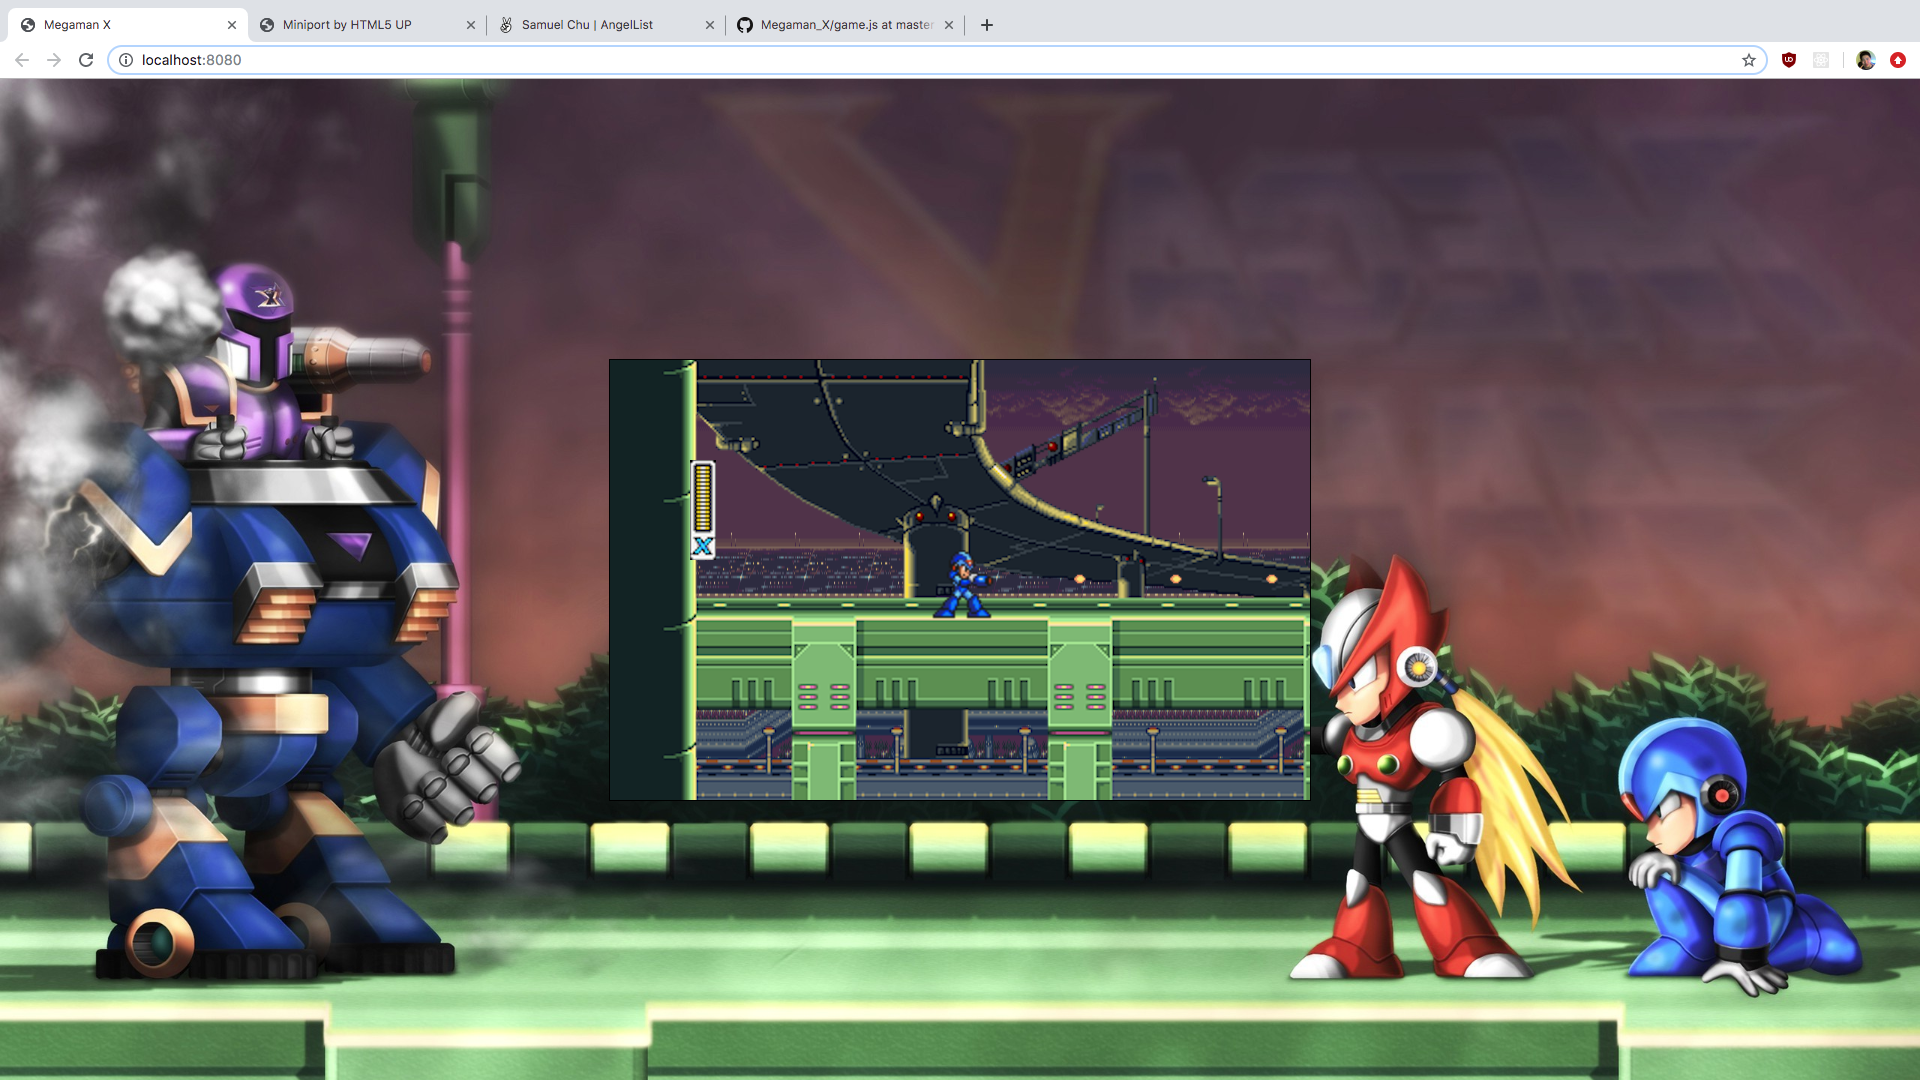 Megaman X
Miniport by HTML5 UP
Samuel Chu | AngelList
Megaman_X/game.js at master
localhost:8080
X